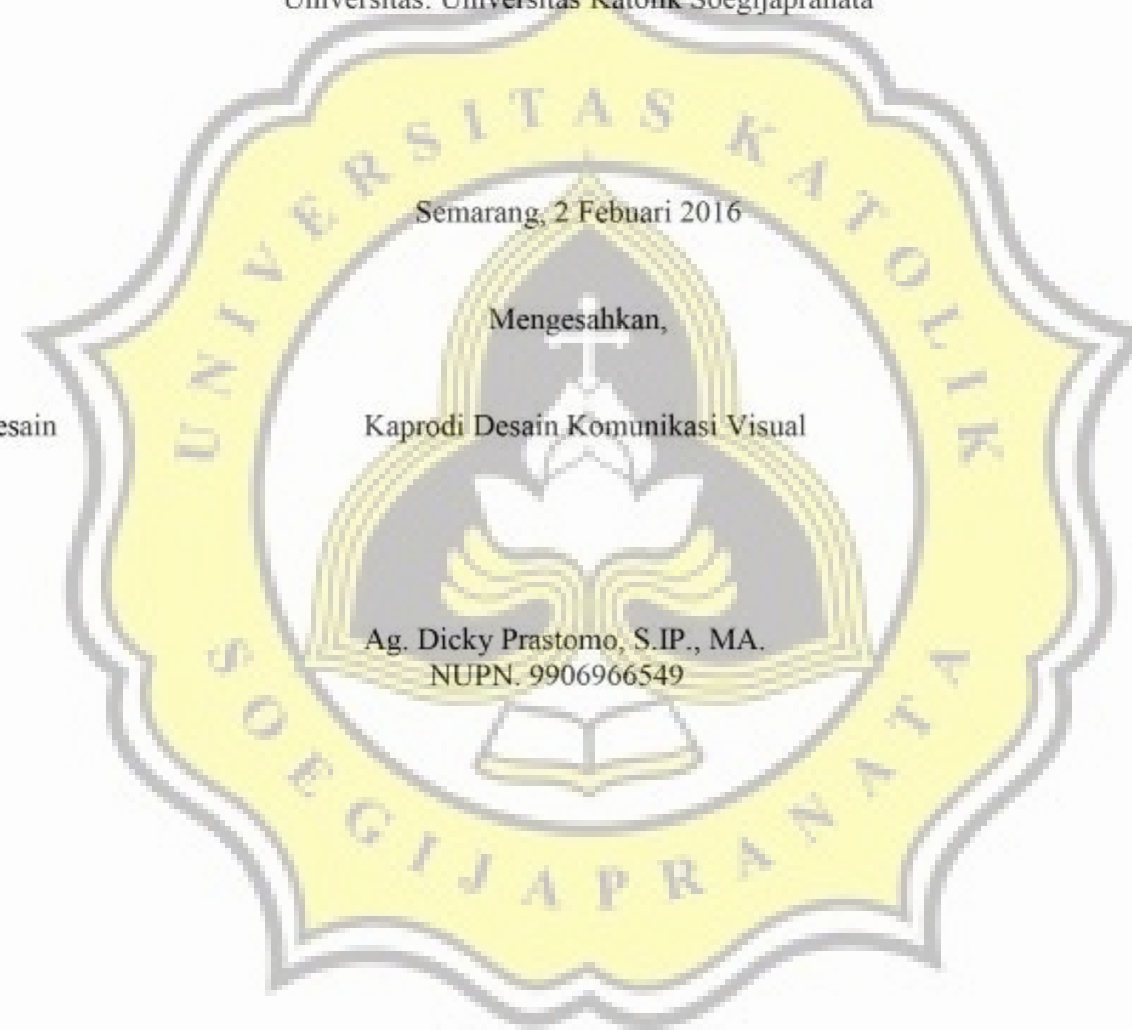 Universitas: Universitas Katolik Soegijapranata
UNIVERSITAS KATOLIK
Semarang, 2 Febuari 2016
Mengesahkan,
esain Kaprodi Desain Komunikasi Visual
Ag. Dicky Prastomo, S.IP., MA.
NUPN. 9906966549
SOEGIJAPRANATA